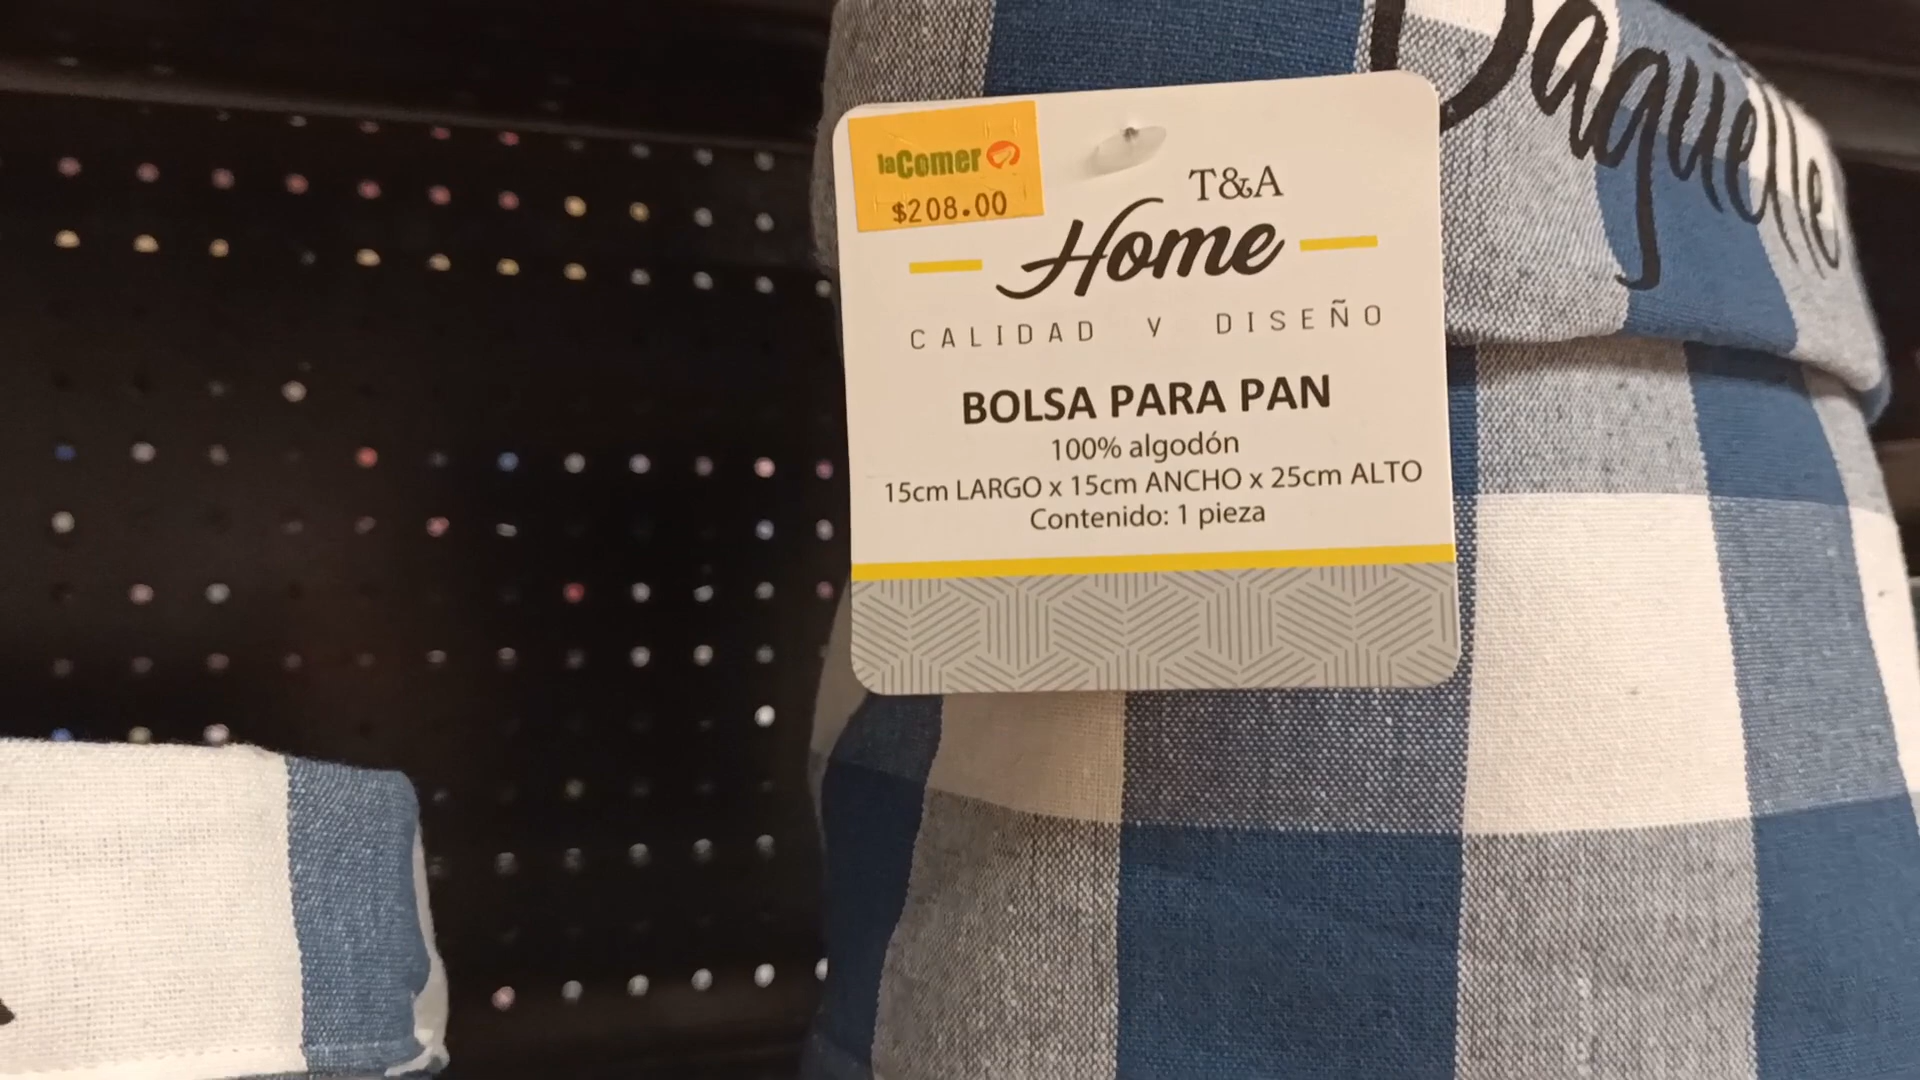 Baguette
laComer
$208.00
T&A
Home
CALIDAD Y DISEÑO
BOLSA PARA PAN
100% algodón
15cm LARGO x 15cm ANCHO x 25cm ALTO
Contenido: 1 pieza